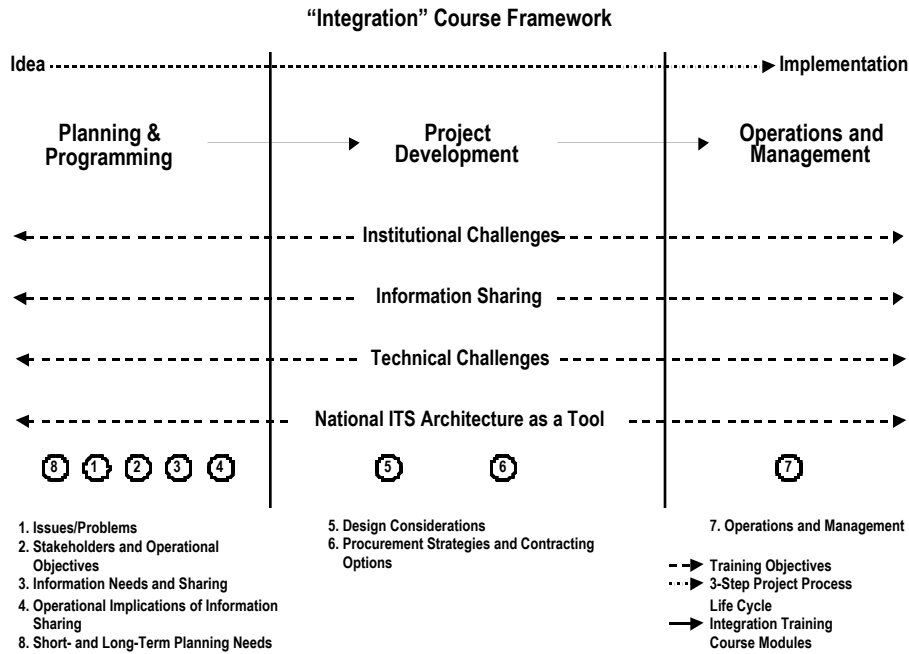 “Integration” Course Framework
Idea
Implementation
Planning &
Programming
Project
Development
Operations and
Management
Institutional Challenges
Information Sharing
Technical Challenges
National ITS Architecture as a Tool
8 1 2 3 4 5 6 7
1. Issues/Problems
2. Stakeholders and Operational
Objectives
3. Information Needs and Sharing
4. Operational Implications of Information
Sharing
8. Short- and Long-Term Planning Needs
5. Design Considerations
6. Procurement Strategies and Contracting
Options
7. Operations and Management
Training Objectives
3-Step Project Process
Life Cycle
Integration Training
Course Modules